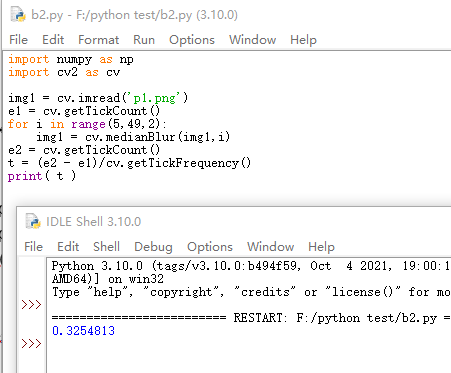 b2.py - F:/python test/b2.py (3.10.0)
File Edit Format Run Options Window Help
import numpy as np
import cv2 as cv
img1 = cv.imread('p1.png')
e1 = cv.getTickCount()
for i in range(5,49,2):
    img1 = cv.medianBlur(img1,i)
e2 = cv.getTickCount()
t = (e2 - e1)/cv.getTickFrequency()
print( t )
IDLE Shell 3.10.0
File Edit Shell Debug Options Window Help
Python 3.10.0 (tags/v3.10.0:b494f59, Oct  4 2021, 19:00:1
AMD64)] on win32
Type "help", "copyright", "credits" or "license()" for mo
>>>
========================= RESTART: F:/python test/b2.py =
0.3254813
>>>